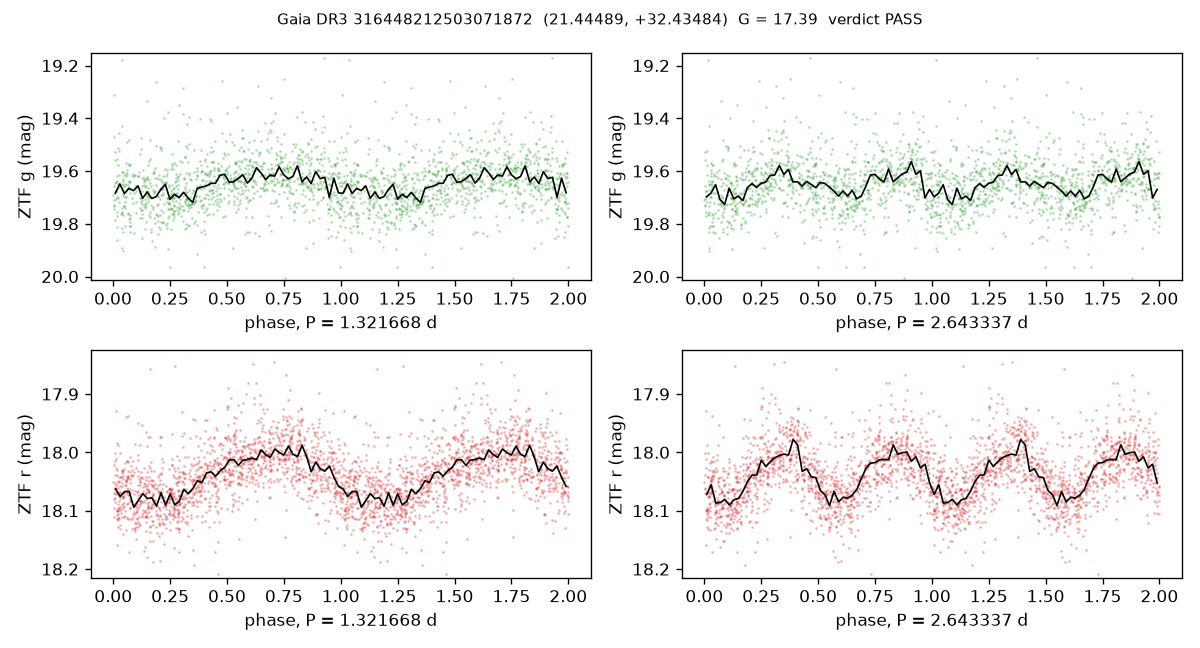 Gaia DR3 316448212503071872 (21.44489, +32.43484) G = 17.39 verdict PASS
ZTF g (mag)
19.2
19.4
19.6
19.8
20.0
0.00 0.25 0.50 0.75 1.00 1.25 1.50 1.75 2.00
phase, P = 1.321668 d
ZTF g (mag)
19.2
19.4
19.6
19.8
20.0
0.00 0.25 0.50 0.75 1.00 1.25 1.50 1.75 2.00
phase, P = 2.643337 d
ZTF r (mag)
17.9
18.0
18.1
18.2
0.00 0.25 0.50 0.75 1.00 1.25 1.50 1.75 2.00
phase, P = 1.321668 d
ZTF r (mag)
17.9
18.0
18.1
18.2
0.00 0.25 0.50 0.75 1.00 1.25 1.50 1.75 2.00
phase, P = 2.643337 d